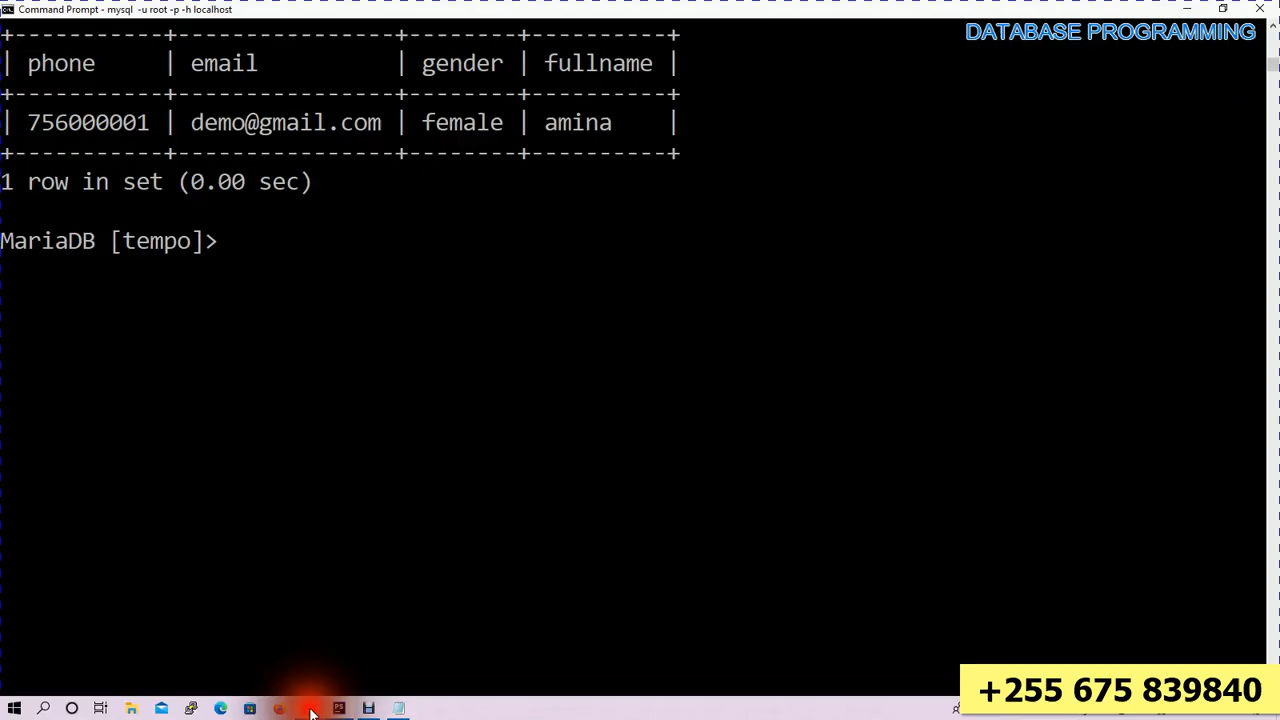 Command Prompt - mysql -u root -p -h localhost
DATABASE PROGRAMMING
+-----------+----------------+--------+----------+
| phone     | email          | gender | fullname |
+-----------+----------------+--------+----------+
| 756000001 | demo@gmail.com | female | amina    |
+-----------+----------------+--------+----------+
1 row in set (0.00 sec)
MariaDB [tempo]>
PS
+255 675 839840